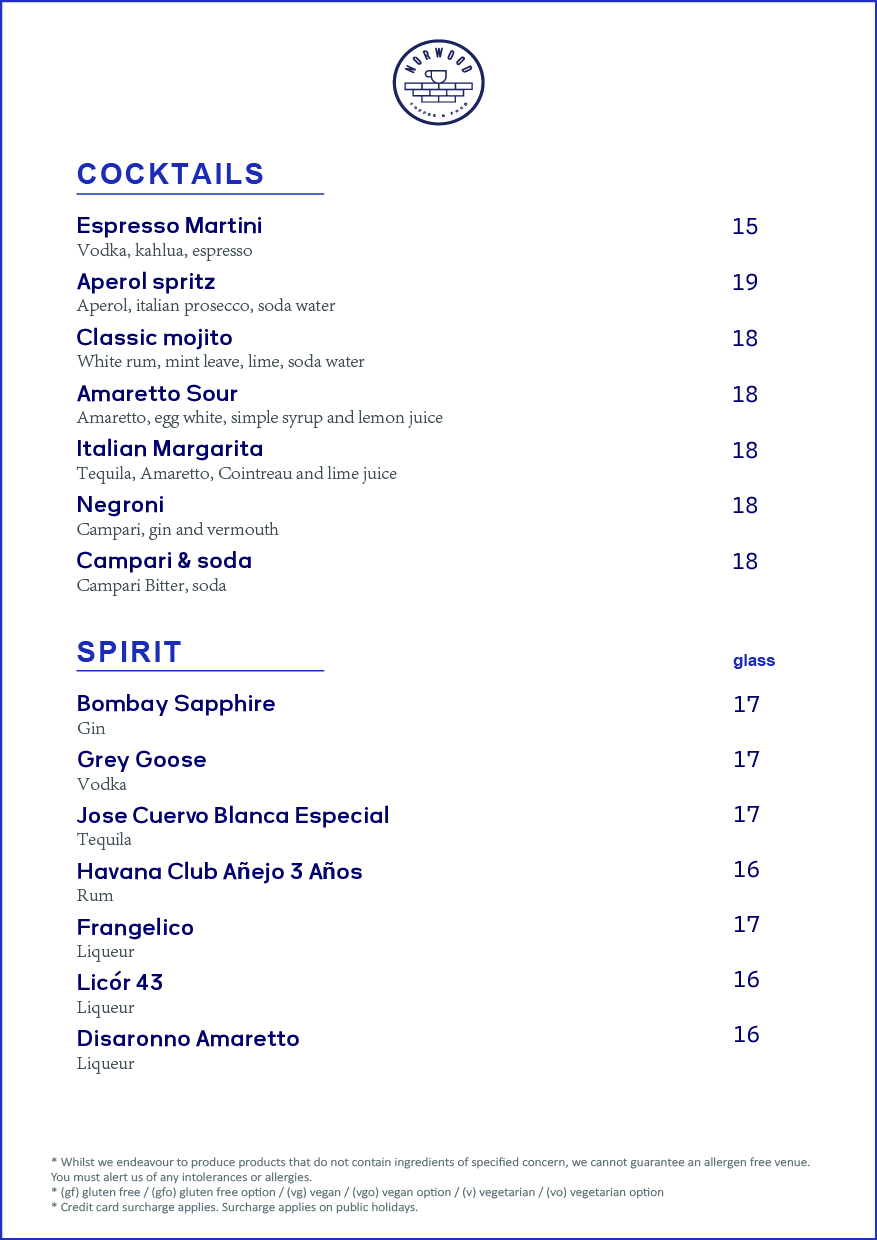 NORWOOD
COFFEE & FOOD
COCKTAILS
Espresso Martini 15
Vodka, kahlua, espresso
Aperol spritz 19
Aperol, italian prosecco, soda water
Classic mojito 18
White rum, mint leave, lime, soda water
Amaretto Sour 18
Amaretto, egg white, simple syrup and lemon juice
Italian Margarita 18
Tequila, Amaretto, Cointreau and lime juice
Negroni 18
Campari, gin and vermouth
Campari & soda 18
Campari Bitter, soda
SPIRIT glass
Bombay Sapphire 17
Gin
Grey Goose 17
Vodka
Jose Cuervo Blanca Especial 17
Tequila
Havana Club Añejo 3 Años 16
Rum
Frangelico 17
Liqueur
Licór 43 16
Liqueur
Disaronno Amaretto 16
Liqueur
* Whilst we endeavour to produce products that do not contain ingredients of specified concern, we cannot guarantee an allergen free venue.
You must alert us of any intolerances or allergies.
* (gf) gluten free / (gfo) gluten free option / (vg) vegan / (vgo) vegan option / (v) vegetarian / (vo) vegetarian option
* Credit card surcharge applies. Surcharge applies on public holidays.